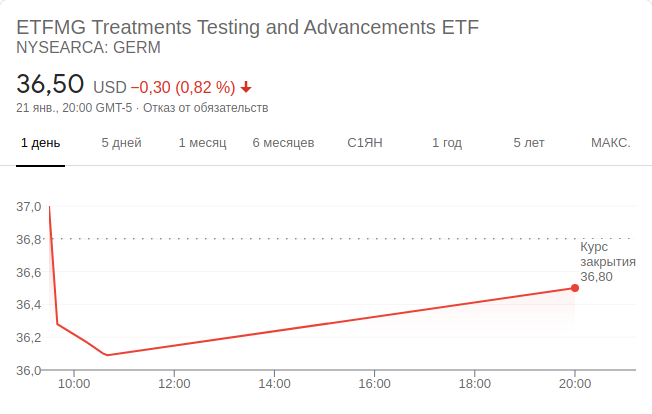 ETFMG Treatments Testing and Advancements ETF
NYSEARCA: GERM
36,50 USD −0,30 (0,82 %)
21 янв., 20:00 GMT-5 · Отказ от обязательств
1 день 5 дней 1 месяц 6 месяцев С1ЯН 1 год 5 лет МАКС.
37,0
36,8
Курс
закрытия
36,80
36,6
36,4
36,2
36,0
10:00 12:00 14:00 16:00 18:00 20:00